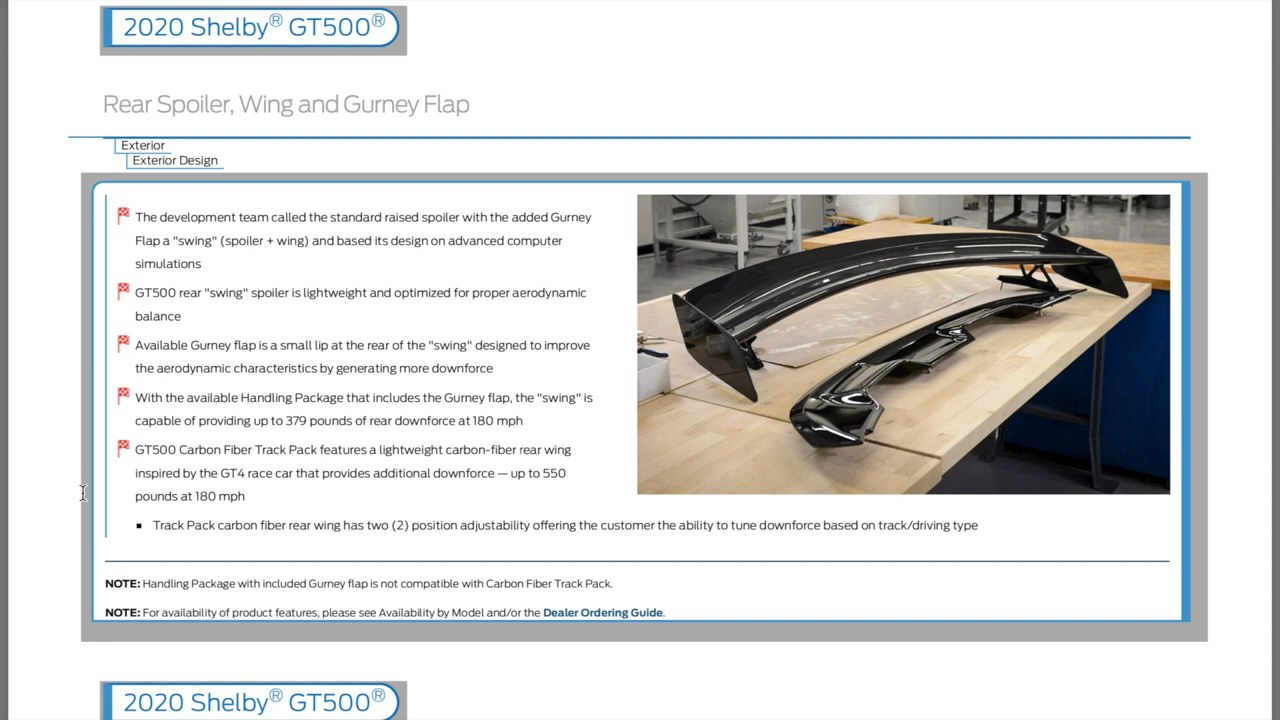 2020 Shelby® GT500®
Rear Spoiler, Wing and Gurney Flap
Exterior
Exterior Design
The development team called the standard raised spoiler with the added Gurney
Flap a "swing" (spoiler + wing) and based its design on advanced computer
simulations
GT500 rear "swing" spoiler is lightweight and optimized for proper aerodynamic
balance
Available Gurney flap is a small lip at the rear of the "swing" designed to improve
the aerodynamic characteristics by generating more downforce
With the available Handling Package that includes the Gurney flap, the "swing" is
capable of providing up to 379 pounds of rear downforce at 180 mph
GT500 Carbon Fiber Track Pack features a lightweight carbon-fiber rear wing
inspired by the GT4 race car that provides additional downforce — up to 550
pounds at 180 mph
▪ Track Pack carbon fiber rear wing has two (2) position adjustability offering the customer the ability to tune downforce based on track/driving type
NOTE: Handling Package with included Gurney flap is not compatible with Carbon Fiber Track Pack.
NOTE: For availability of product features, please see Availability by Model and/or the Dealer Ordering Guide.
2020 Shelby® GT500®